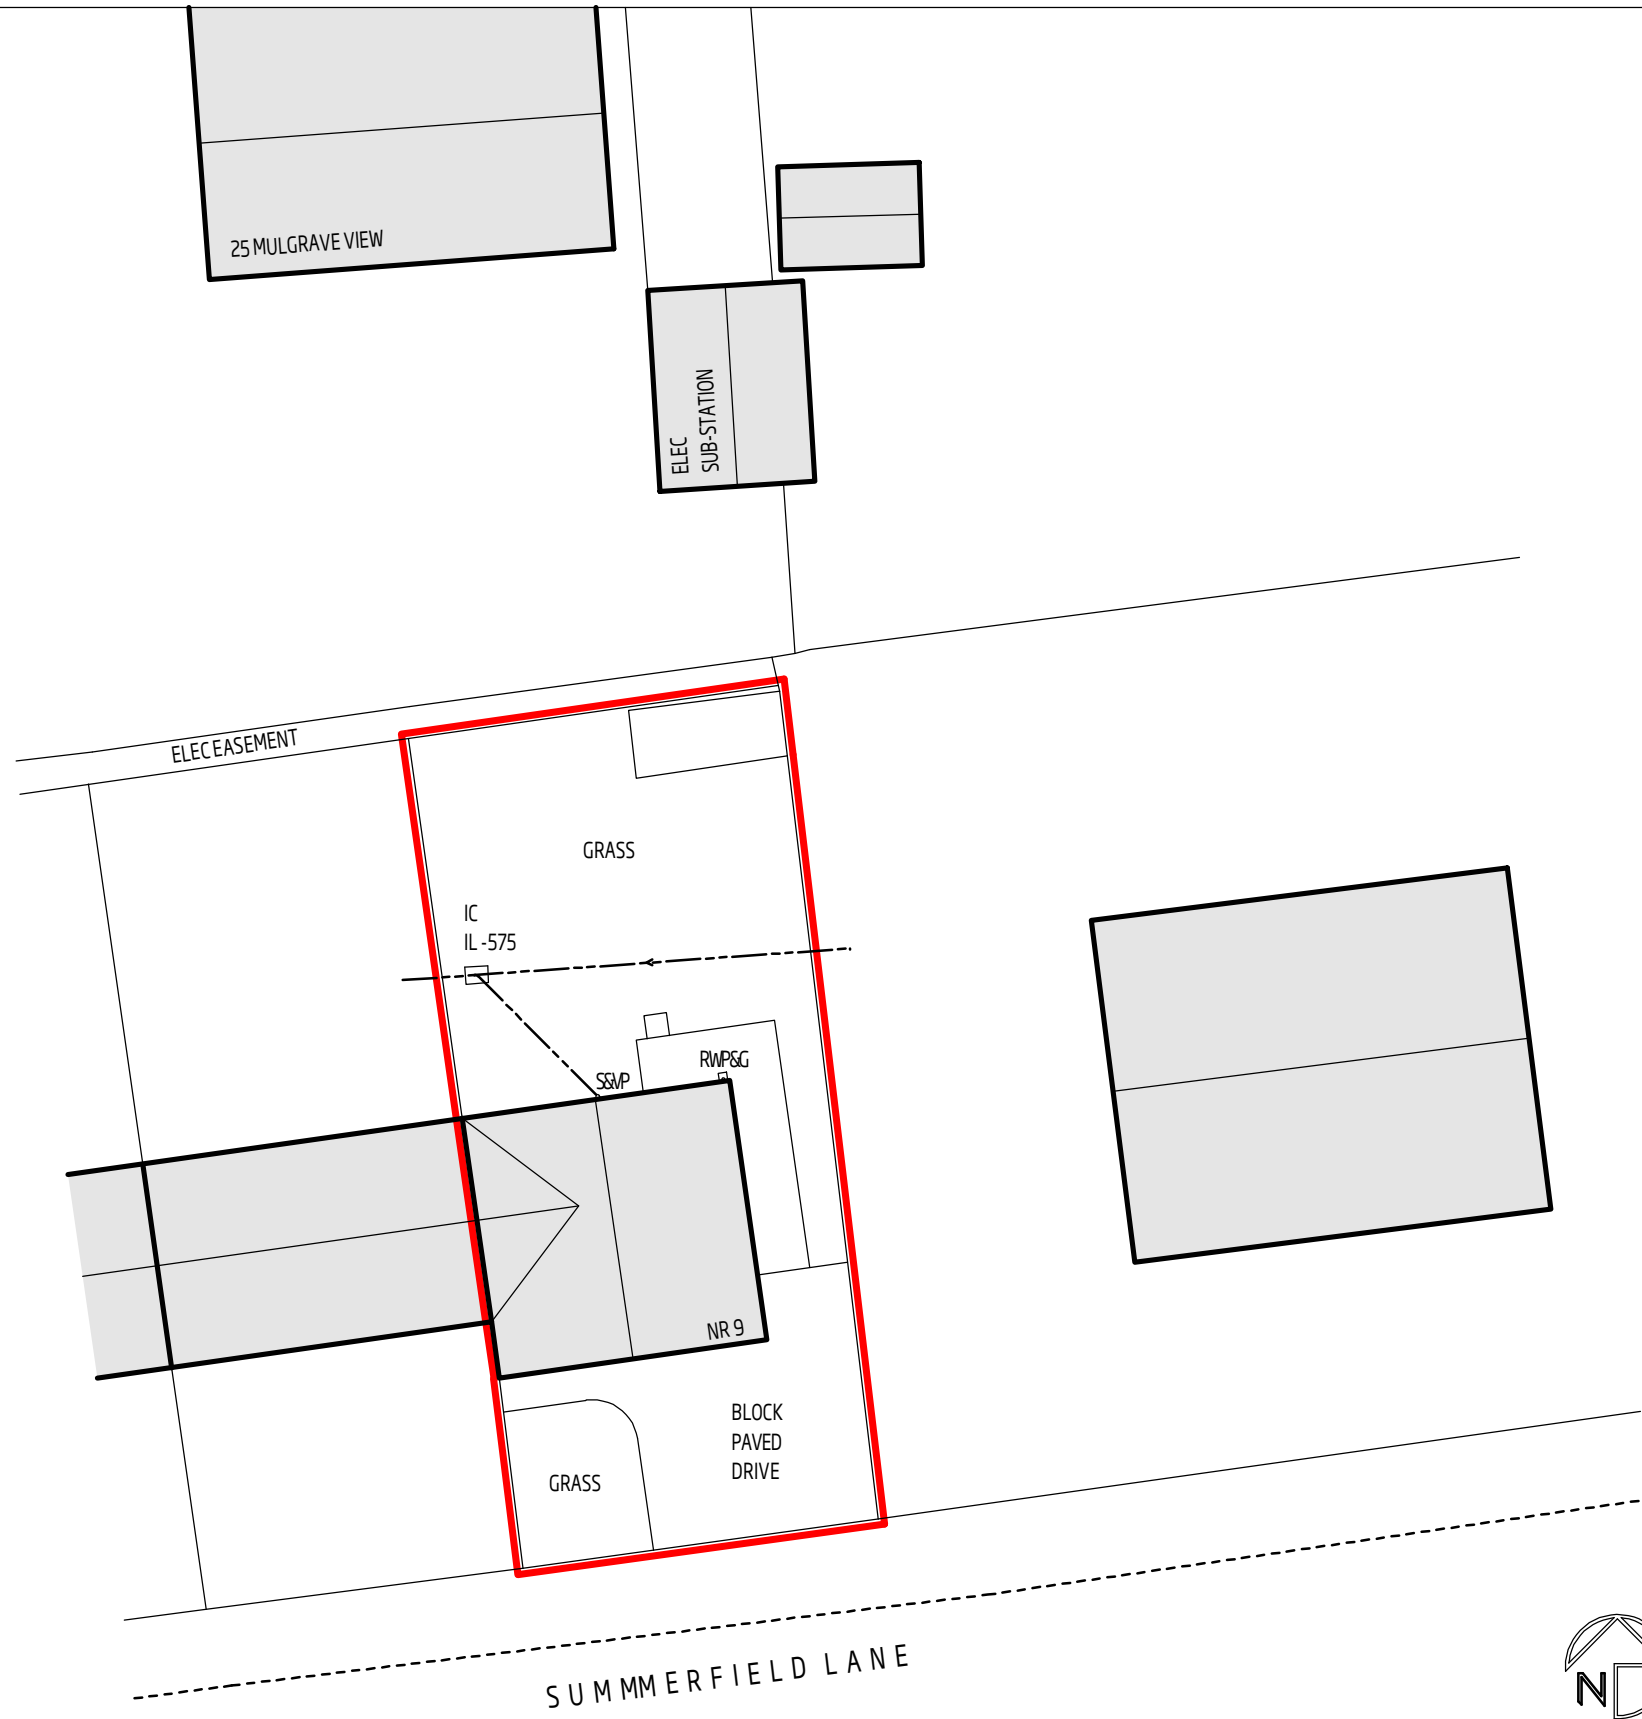 25 MULGRAVE VIEW
ELEC
SUB-STATION
ELEC EASEMENT
GRASS
IC
IL -575
RWP&G
S&VP
NR 9
BLOCK
PAVED
DRIVE
GRASS
SUMMMERFIELD LANE
N